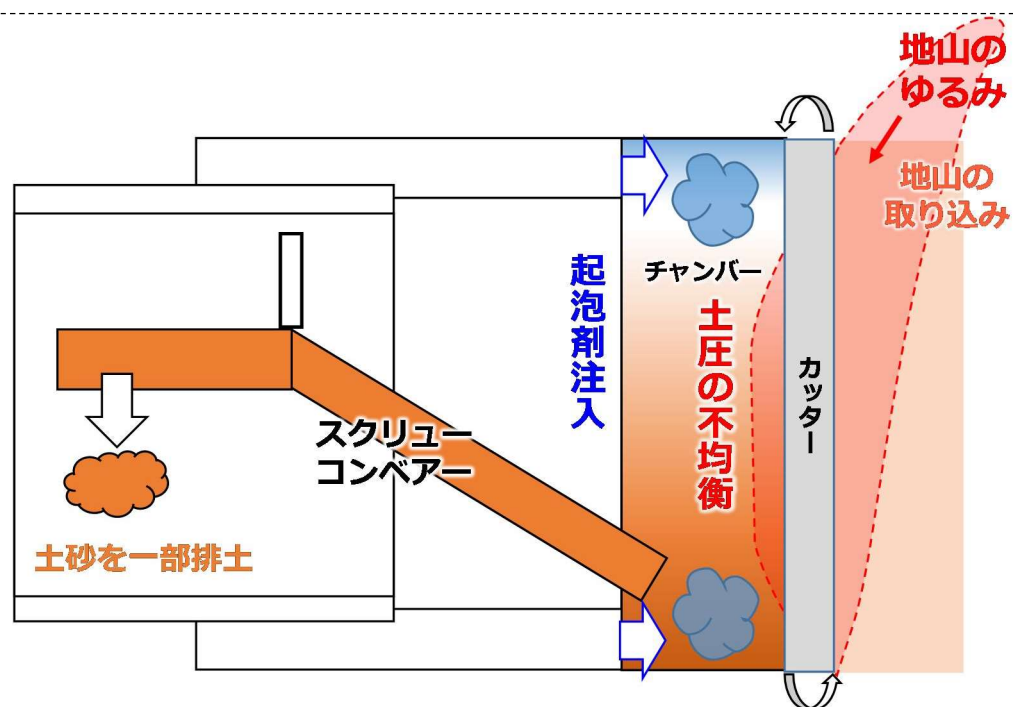 地山の
ゆるみ
地山の
取り込み
起泡剤注入
チャンバー
土圧の不均衡
カッター
スクリュー
コンベアー
土砂を一部排土